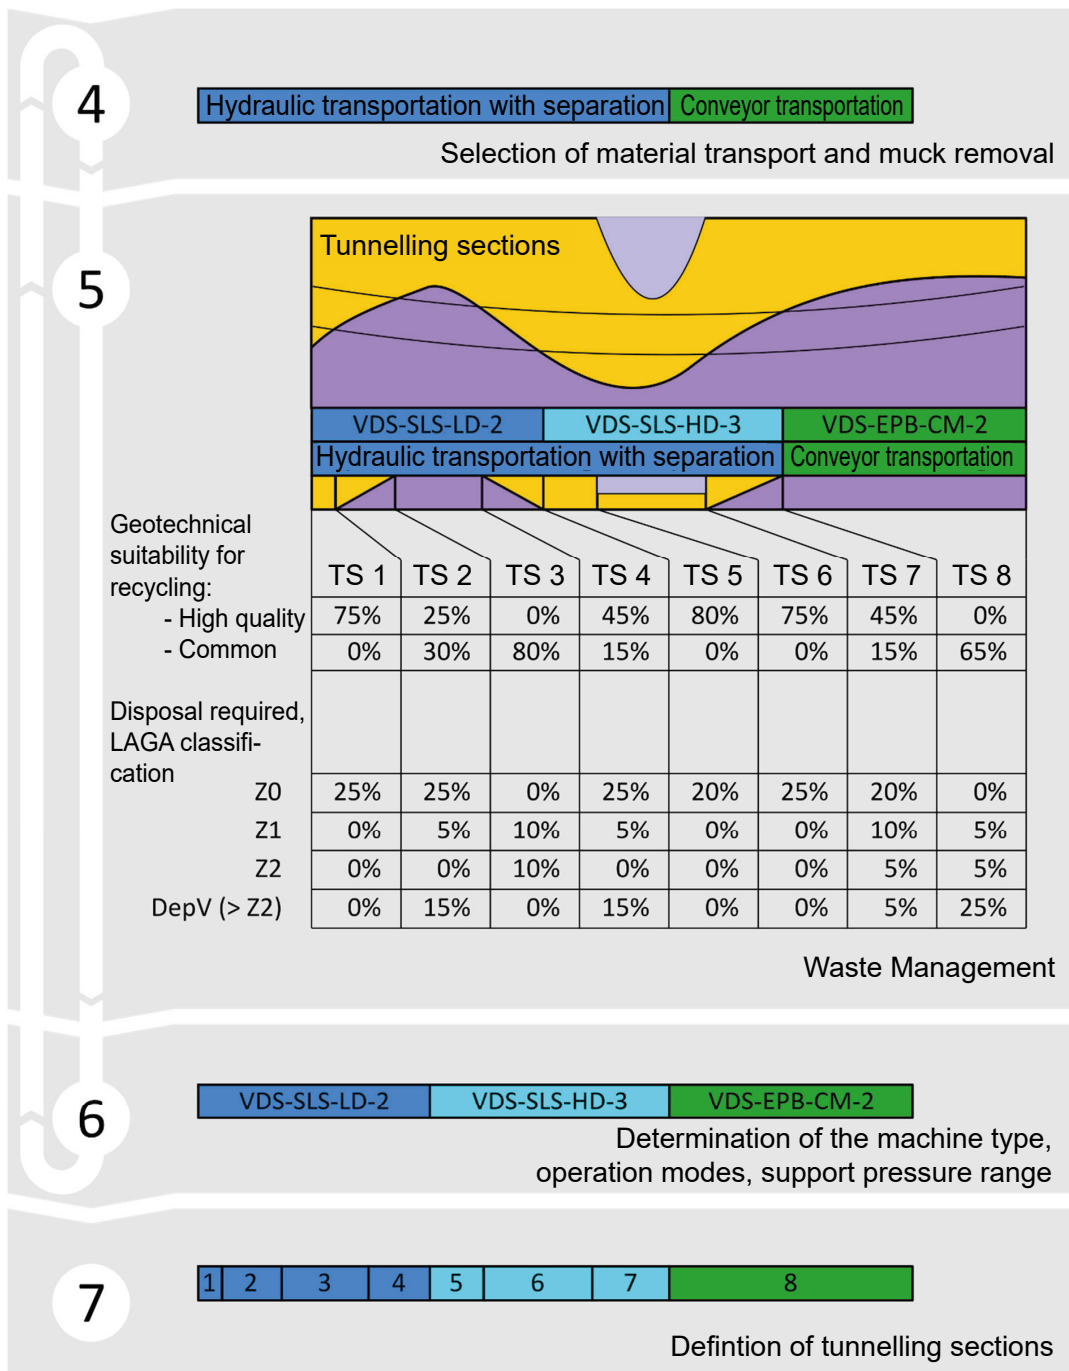 4
Hydraulic transportation with separation Conveyor transportation
Selection of material transport and muck removal
5
Tunnelling sections
VDS-SLS-LD-2 VDS-SLS-HD-3 VDS-EPB-CM-2
Hydraulic transportation with separation Conveyor transportation
Geotechnical
suitability for
recycling:
TS 1 TS 2 TS 3 TS 4 TS 5 TS 6 TS 7 TS 8
- High quality 75% 25% 0% 45% 80% 75% 45% 0%
- Common 0% 30% 80% 15% 0% 0% 15% 65%
Disposal required,
LAGA classifi-
cation
Z0 25% 25% 0% 25% 20% 25% 20% 0%
Z1 0% 5% 10% 5% 0% 0% 10% 5%
Z2 0% 0% 10% 0% 0% 0% 5% 5%
DepV (> Z2) 0% 15% 0% 15% 0% 0% 5% 25%
Waste Management
6
VDS-SLS-LD-2 VDS-SLS-HD-3 VDS-EPB-CM-2
Determination of the machine type,
operation modes, support pressure range
7
1 2 3 4 5 6 7 8
Defintion of tunnelling sections